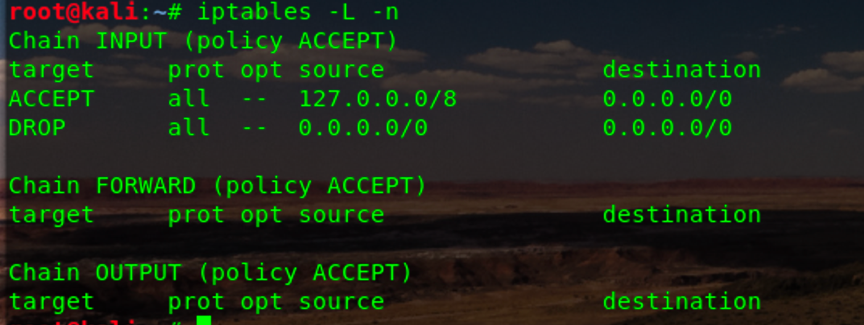 root@kali:~# iptables -L -n
Chain INPUT (policy ACCEPT)
target     prot opt source               destination
ACCEPT     all  --  127.0.0.0/8          0.0.0.0/0
DROP       all  --  0.0.0.0/0            0.0.0.0/0
Chain FORWARD (policy ACCEPT)
target     prot opt source               destination
Chain OUTPUT (policy ACCEPT)
target     prot opt source               destination